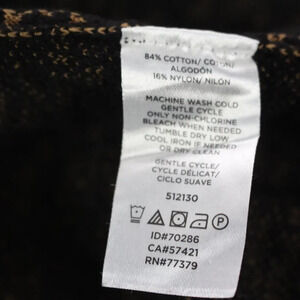 84% COTTON/ COTON/
ALGODÓN
16% NYLON/ NILON
MACHINE WASH COLD
GENTLE CYCLE
ONLY NON-CHLORINE
BLEACH WHEN NEEDED
TUMBLE DRY LOW
COOL IRON IF NEEDED
OR DRY CLEAN
GENTLE CYCLE/
CYCLE DÉLICAT/
CICLO SUAVE
512130
ID#70286
CA#57421
RN#77379